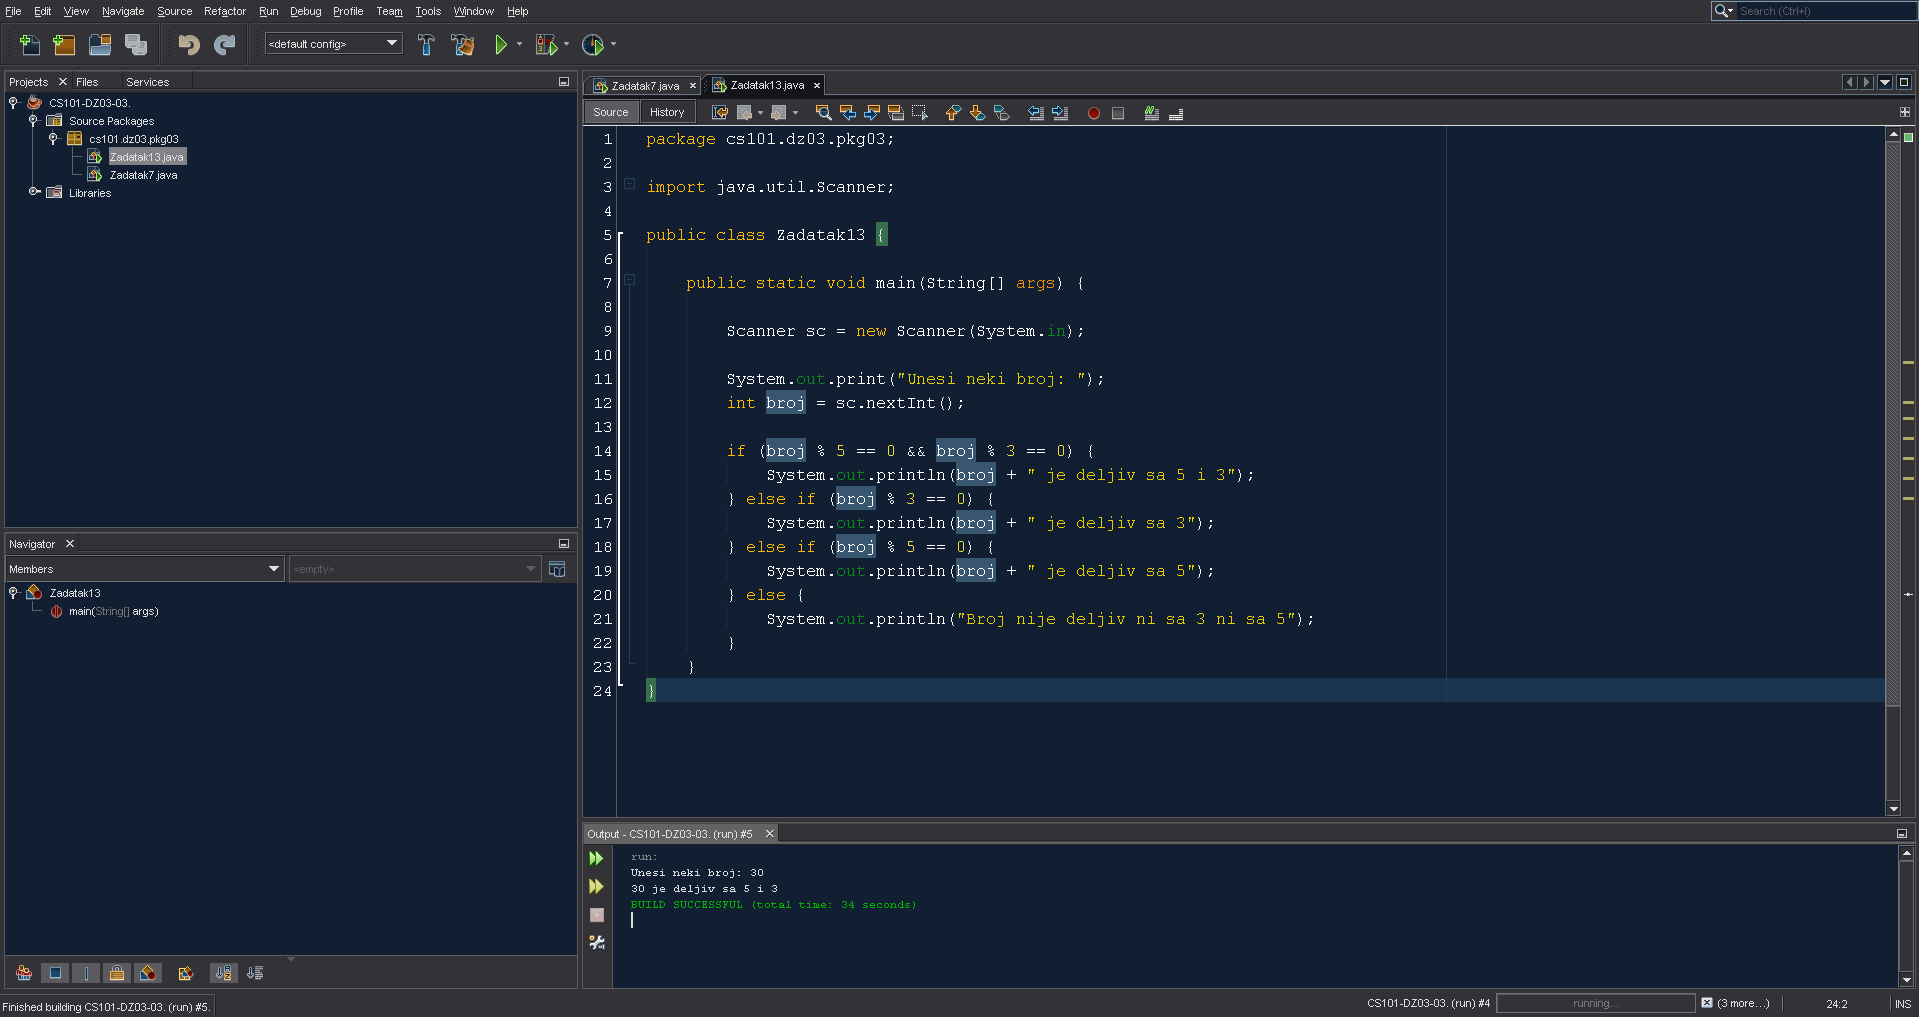 File Edit View Navigate Source Refactor Run Debug Profile Team Tools Window Help
Search (Ctrl+I)
<default config>
Projects Files Services
CS101-DZ03-03.
Source Packages
cs101.dz03.pkg03
Zadatak13.java
Zadatak7.java
Libraries
Navigator
Members <empty>
Zadatak13
main(String[] args)
Zadatak7.java Zadatak13.java
Source History
1 package cs101.dz03.pkg03;
2
3 import java.util.Scanner;
4
5 public class Zadatak13 {
6
7 public static void main(String[] args) {
8
9 Scanner sc = new Scanner(System.in);
10
11 System.out.print("Unesi neki broj: ");
12 int broj = sc.nextInt();
13
14 if (broj % 5 == 0 && broj % 3 == 0) {
15 System.out.println(broj + " je deljiv sa 5 i 3");
16 } else if (broj % 3 == 0) {
17 System.out.println(broj + " je deljiv sa 3");
18 } else if (broj % 5 == 0) {
19 System.out.println(broj + " je deljiv sa 5");
20 } else {
21 System.out.println("Broj nije deljiv ni sa 3 ni sa 5");
22 }
23 }
24 }
Output - CS101-DZ03-03. (run) #5
run:
Unesi neki broj: 30
30 je deljiv sa 5 i 3
BUILD SUCCESSFUL (total time: 34 seconds)
Finished building CS101-DZ03-03. (run) #5.
CS101-DZ03-03. (run) #4 running... (3 more...) 24:2 INS